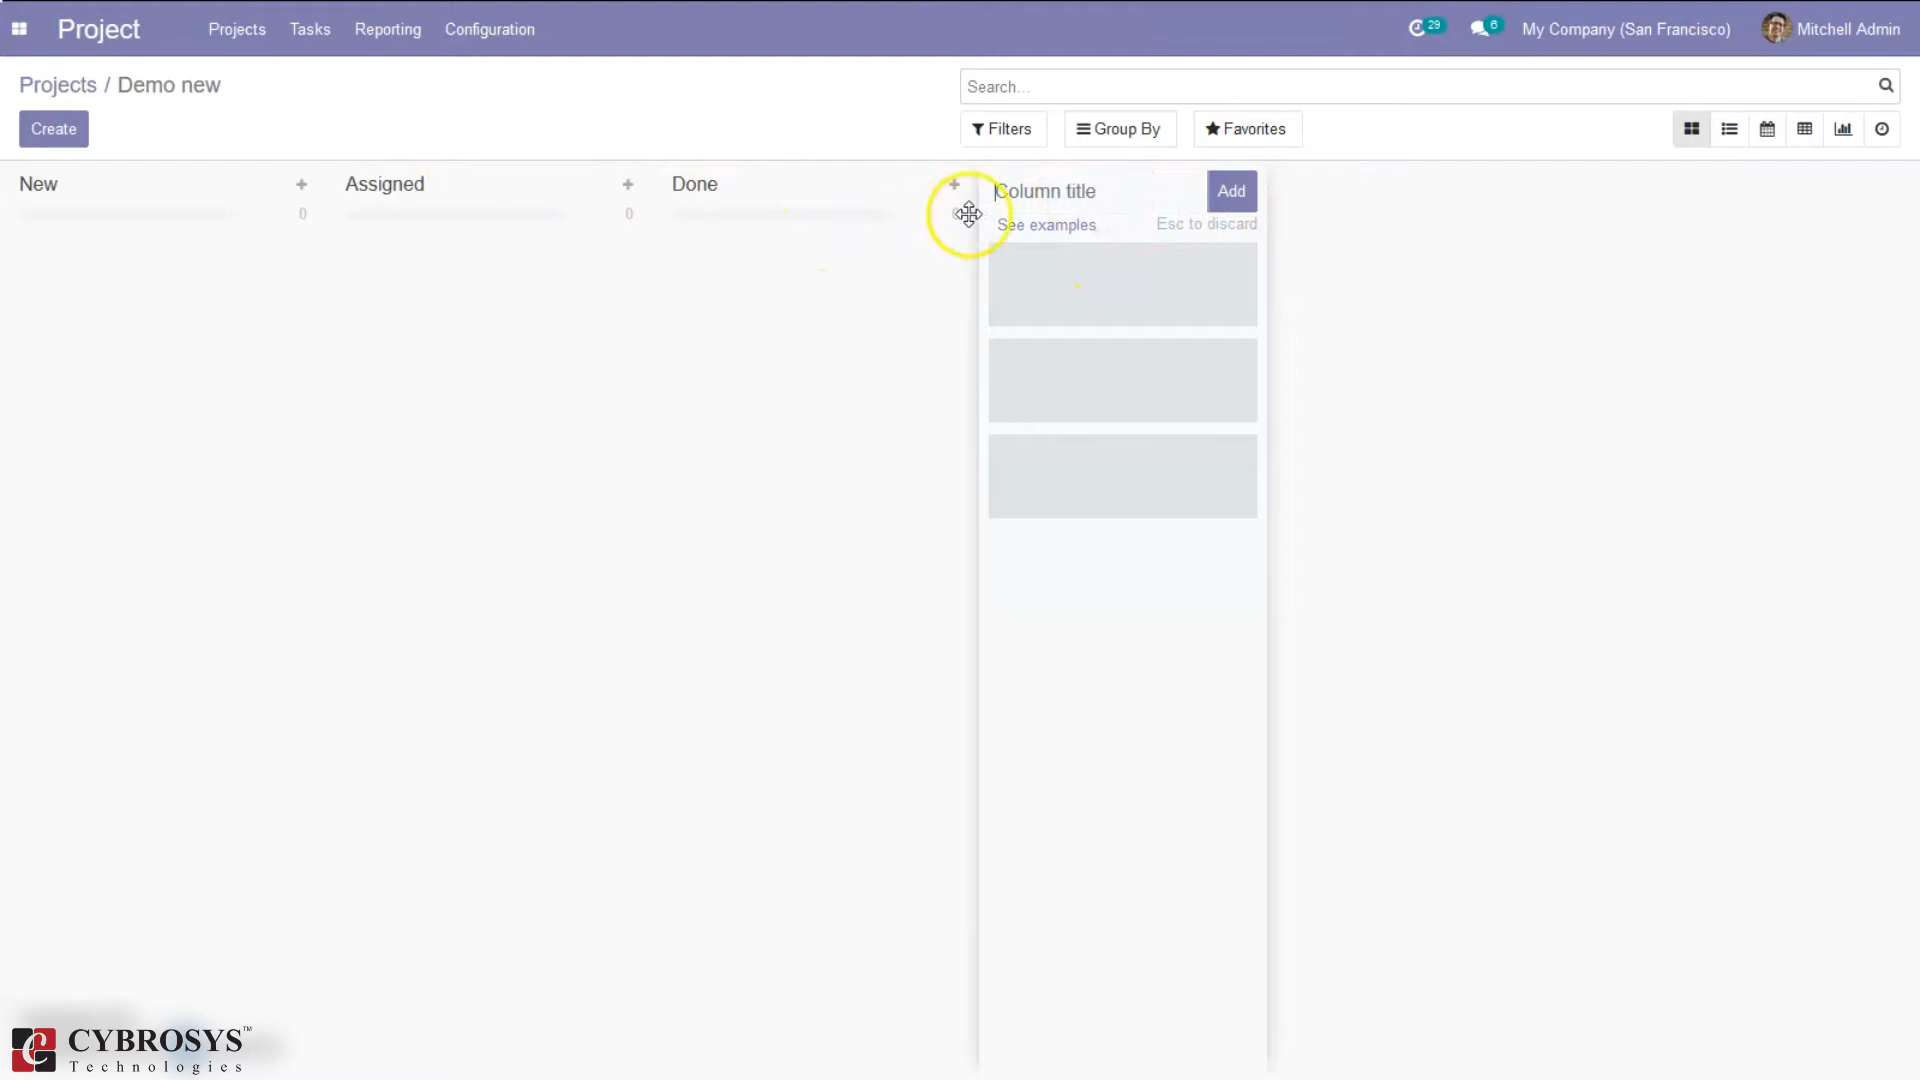 Project Projects Tasks Reporting Configuration 29 6 My Company (San Francisco) Mitchell Admin
Projects / Demo new
Search...
Create
Filters Group By Favorites
New
0
Assigned
0
Done
Column title Add
See examples Esc to discard
CYBROSYS™
Technologies